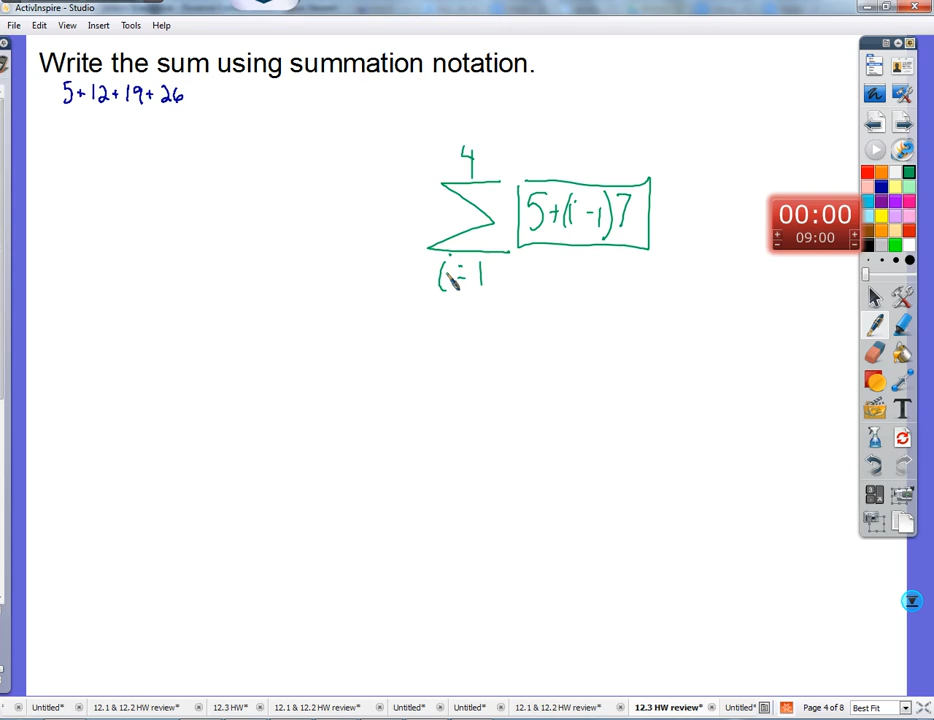 ActivInspire - Studio
File Edit View Insert Tools Help
Write the sum using summation notation.
5+12+19+26
4
5+(i-1)7
i=1
00:00
09:00
T
Untitled* 12.1 & 12.2 HW review* 12.3 HW* 12.1 & 12.2 HW review* Untitled* Untitled* 12.1 & 12.2 HW review* 12.3 HW review* Untitled* Page 4 of 8 Best Fit